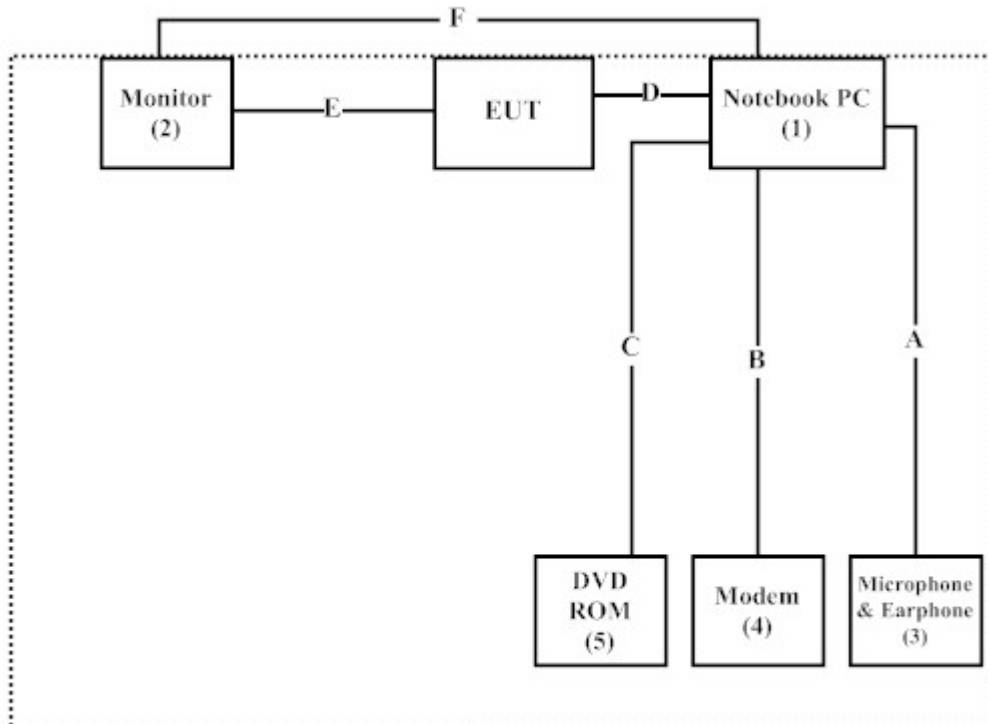 F
Monitor
(2)
E
EUT
D
Notebook PC
(1)
C
B
A
DVD
ROM
(5)
Modem
(4)
Microphone
& Earphone
(3)